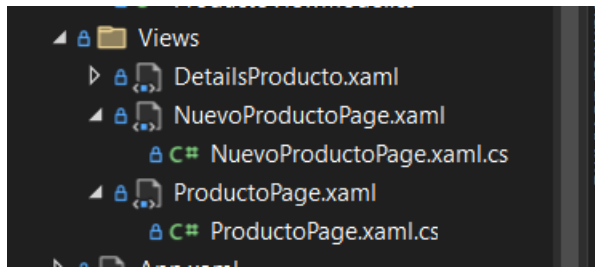 Views
DetailsProducto.xaml
NuevoProductoPage.xaml
C# NuevoProductoPage.xaml.cs
ProductoPage.xaml
C# ProductoPage.xaml.cs